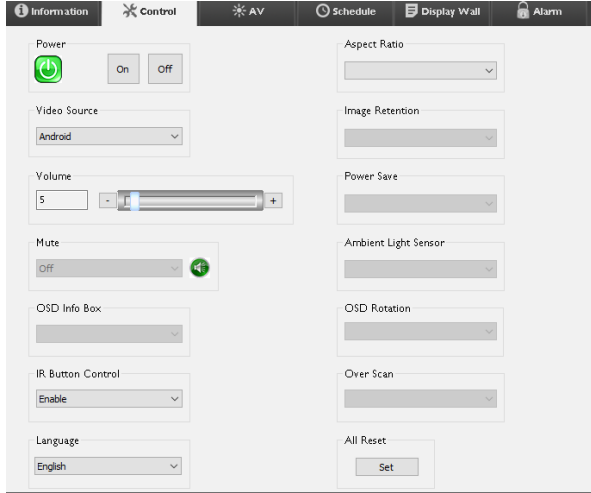 Information
Control
AV
Schedule
Display Wall
Alarm
Power
On
Off
Video Source
Android
Volume
5
-
+
Mute
Off
OSD Info Box
IR Button Control
Enable
Language
English
Aspect Ratio
Image Retention
Power Save
Ambient Light Sensor
OSD Rotation
Over Scan
All Reset
Set